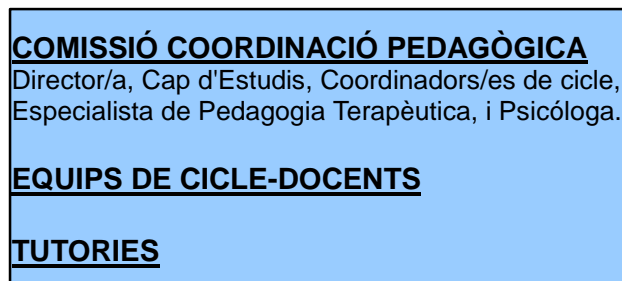 COMISSIÓ COORDINACIÓ PEDAGÒGICA
Director/a, Cap d'Estudis, Coordinadors/es de cicle,
Especialista de Pedagogia Terapèutica, i Psicóloga.
EQUIPS DE CICLE-DOCENTS
TUTORIES